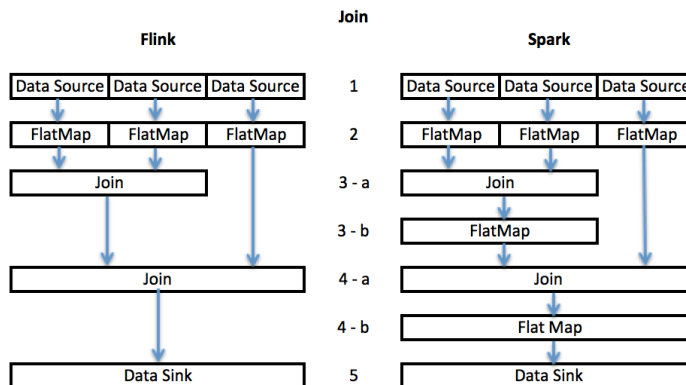 Join
Flink Spark
Data Source Data Source Data Source 1 Data Source Data Source Data Source
FlatMap FlatMap FlatMap 2 FlatMap FlatMap FlatMap
Join 3 - a Join
3 - b FlatMap
Join 4 - a Join
4 - b Flat Map
Data Sink 5 Data Sink